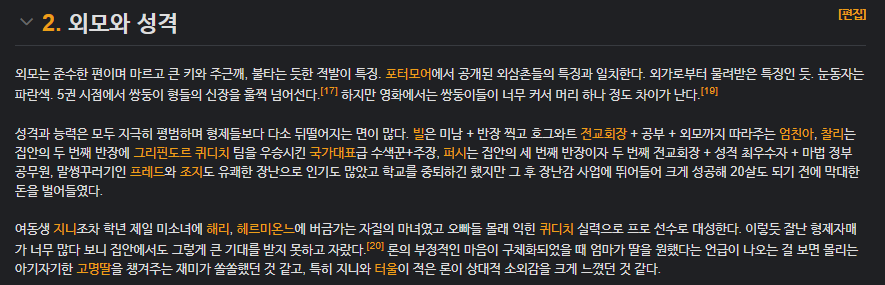 2. 외모와 성격
[편집]
외모는 준수한 편이며 마르고 큰 키와 주근깨, 불타는 듯한 적발이 특징. 포터모어에서 공개된 외삼촌들의 특징과 일치한다. 외가로부터 물려받은 특징인 듯. 눈동자는
파란색. 5권 시점에서 쌍둥이 형들의 신장을 훌쩍 넘어선다.[17] 하지만 영화에서는 쌍둥이들이 너무 커서 머리 하나 정도 차이가 난다.[19]
성격과 능력은 모두 지극히 평범하며 형제들보다 다소 뒤떨어지는 면이 많다. 빌은 미남 + 반장 찍고 호그와트 전교회장 + 공부 + 외모까지 따라주는 엄친아, 찰리는
집안의 두 번째 반장에 그리핀도르 퀴디치 팀을 우승시킨 국가대표급 수색꾼+주장, 퍼시는 집안의 세 번째 반장이자 두 번째 전교회장 + 성적 최우수자 + 마법 정부
공무원, 말썽꾸러기인 프레드와 조지도 유쾌한 장난으로 인기도 많았고 학교를 중퇴하긴 했지만 그 후 장난감 사업에 뛰어들어 크게 성공해 20살도 되기 전에 막대한
돈을 벌어들였다.
여동생 지니조차 학년 제일 미소녀에 해리, 헤르미온느에 버금가는 자질의 마녀였고 오빠들 몰래 익힌 퀴디치 실력으로 프로 선수로 대성한다. 이렇듯 잘난 형제자매
가 너무 많다 보니 집안에서도 그렇게 큰 기대를 받지 못하고 자랐다.[20] 론의 부정적인 마음이 구체화되었을 때 엄마가 딸을 원했다는 언급이 나오는 걸 보면 몰리는
아기자기한 고명딸을 챙겨주는 재미가 쏠쏠했던 것 같고, 특히 지니와 터울이 적은 론이 상대적 소외감을 크게 느꼈던 것 같다.